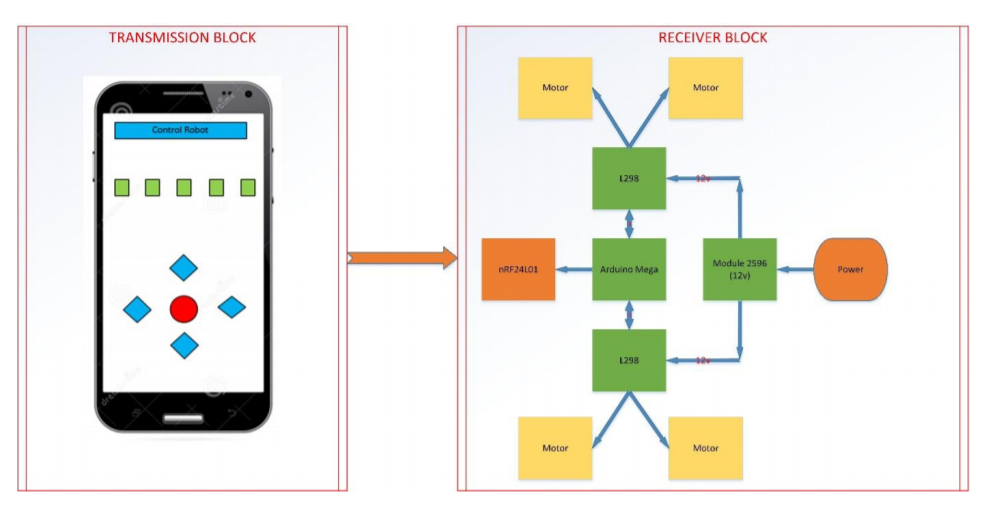 TRANSMISSION BLOCK
Control Robot
RECEIVER BLOCK
Motor
Motor
L298
12v
nRF24L01
Arduino Mega
Module 2596
(12v)
Power
L298
12v
Motor
Motor